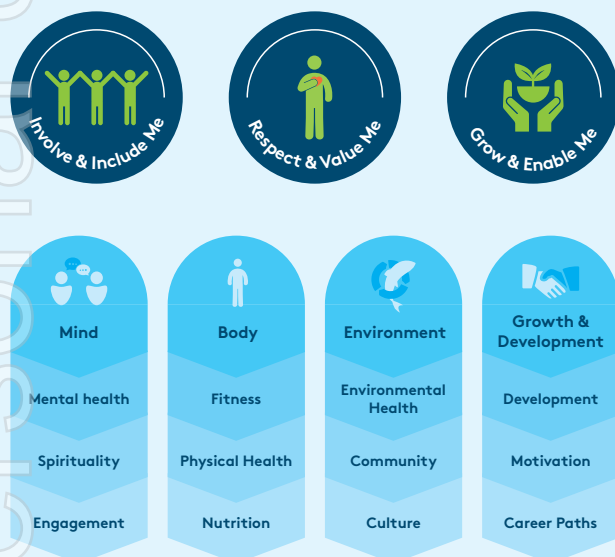 Involve & Include Me
Respect & Value Me
Grow & Enable Me
Mind
Body
Environment
Growth &
Development
Mental health
Fitness
Environmental
Health
Development
Spirituality
Physical Health
Community
Motivation
Engagement
Nutrition
Culture
Career Paths